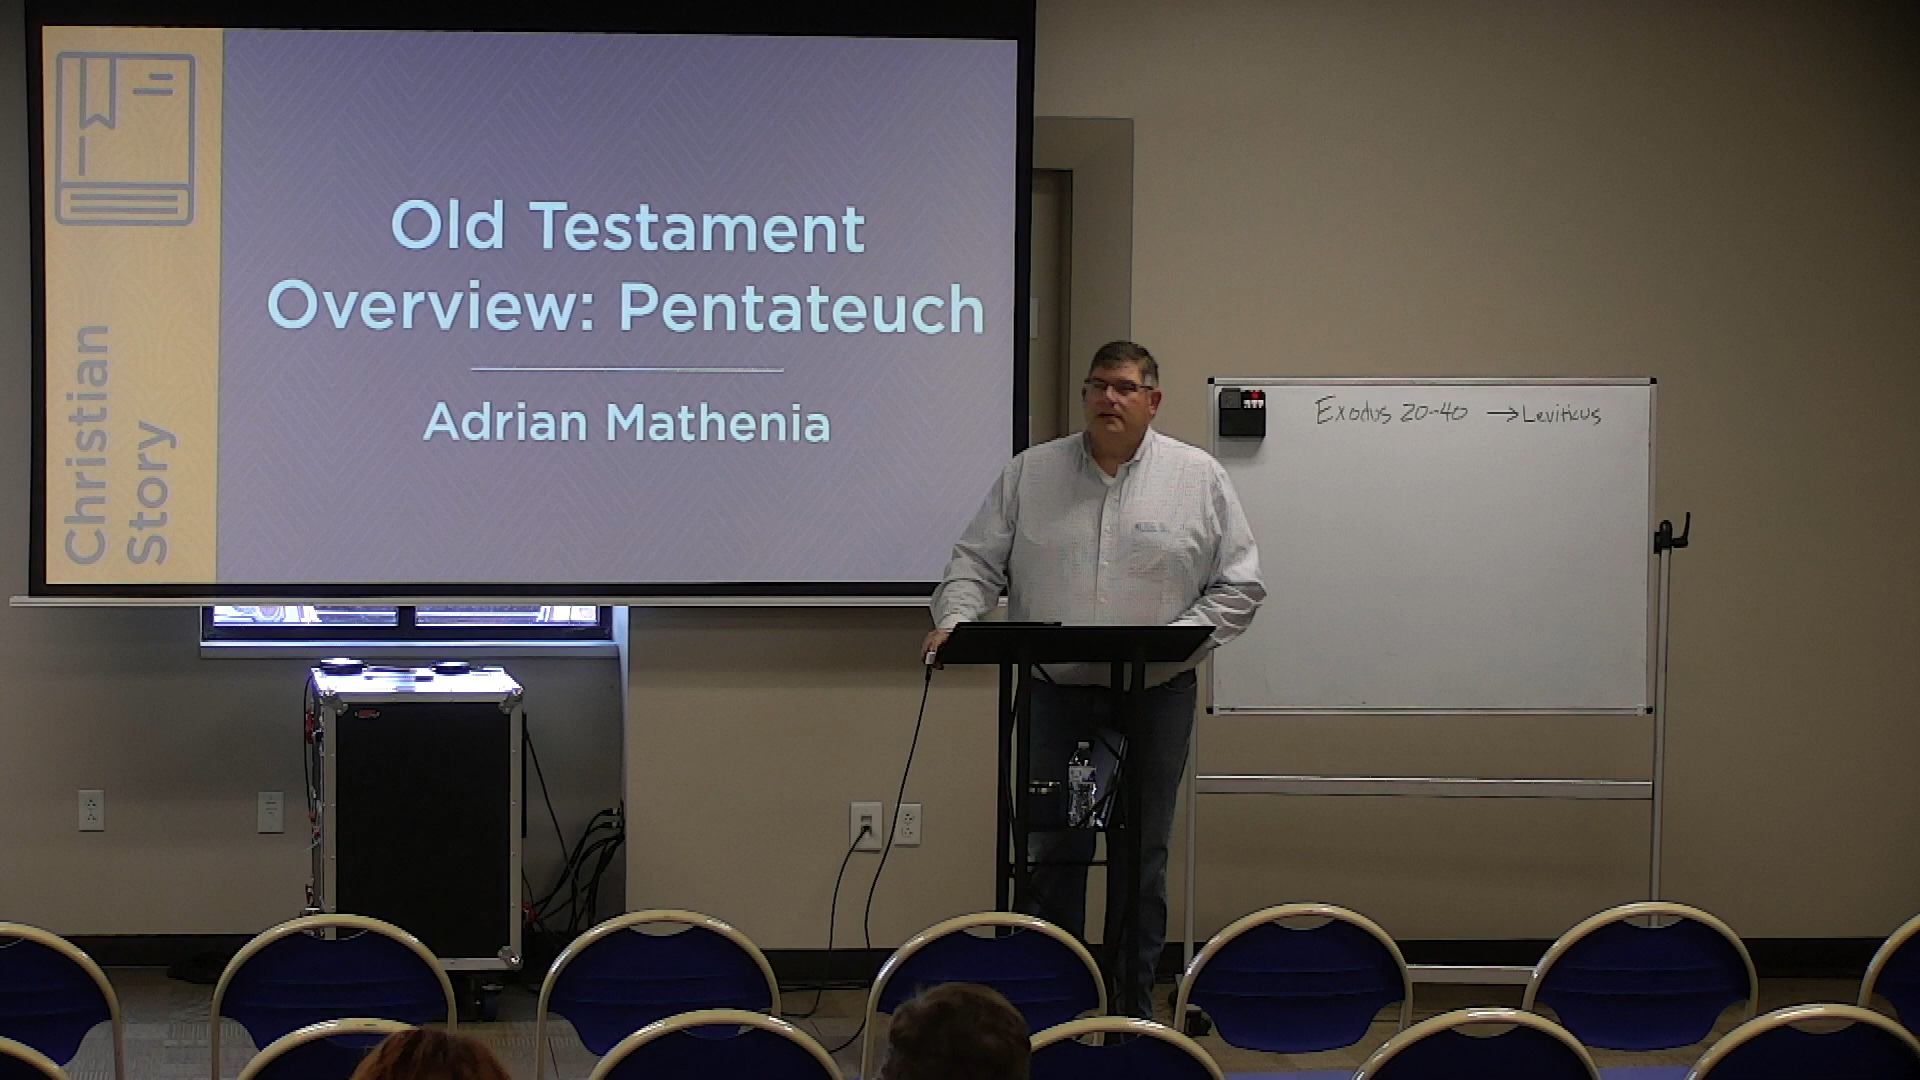 Christian
Story
Old Testament
Overview: Pentateuch
Adrian Mathenia
Exodus 20-40 →Leviticus